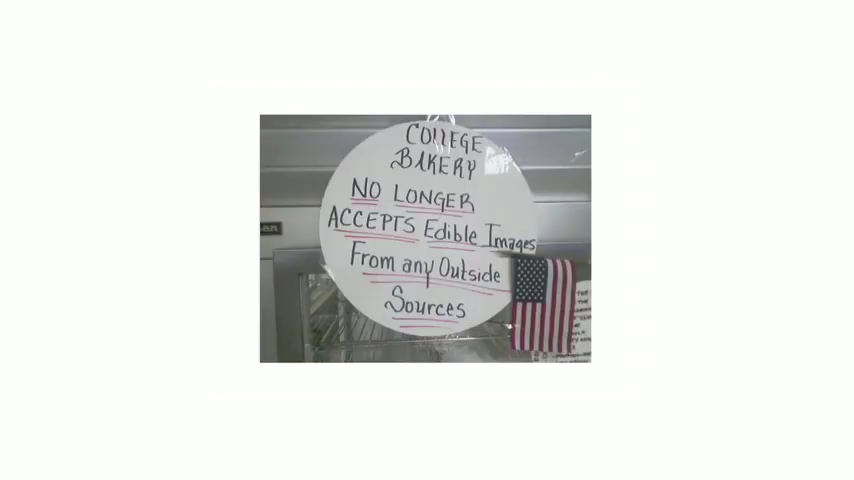 COLLEGE
BAKERY
NO LONGER
ACCEPTS Edible Images
From any Outside
Sources